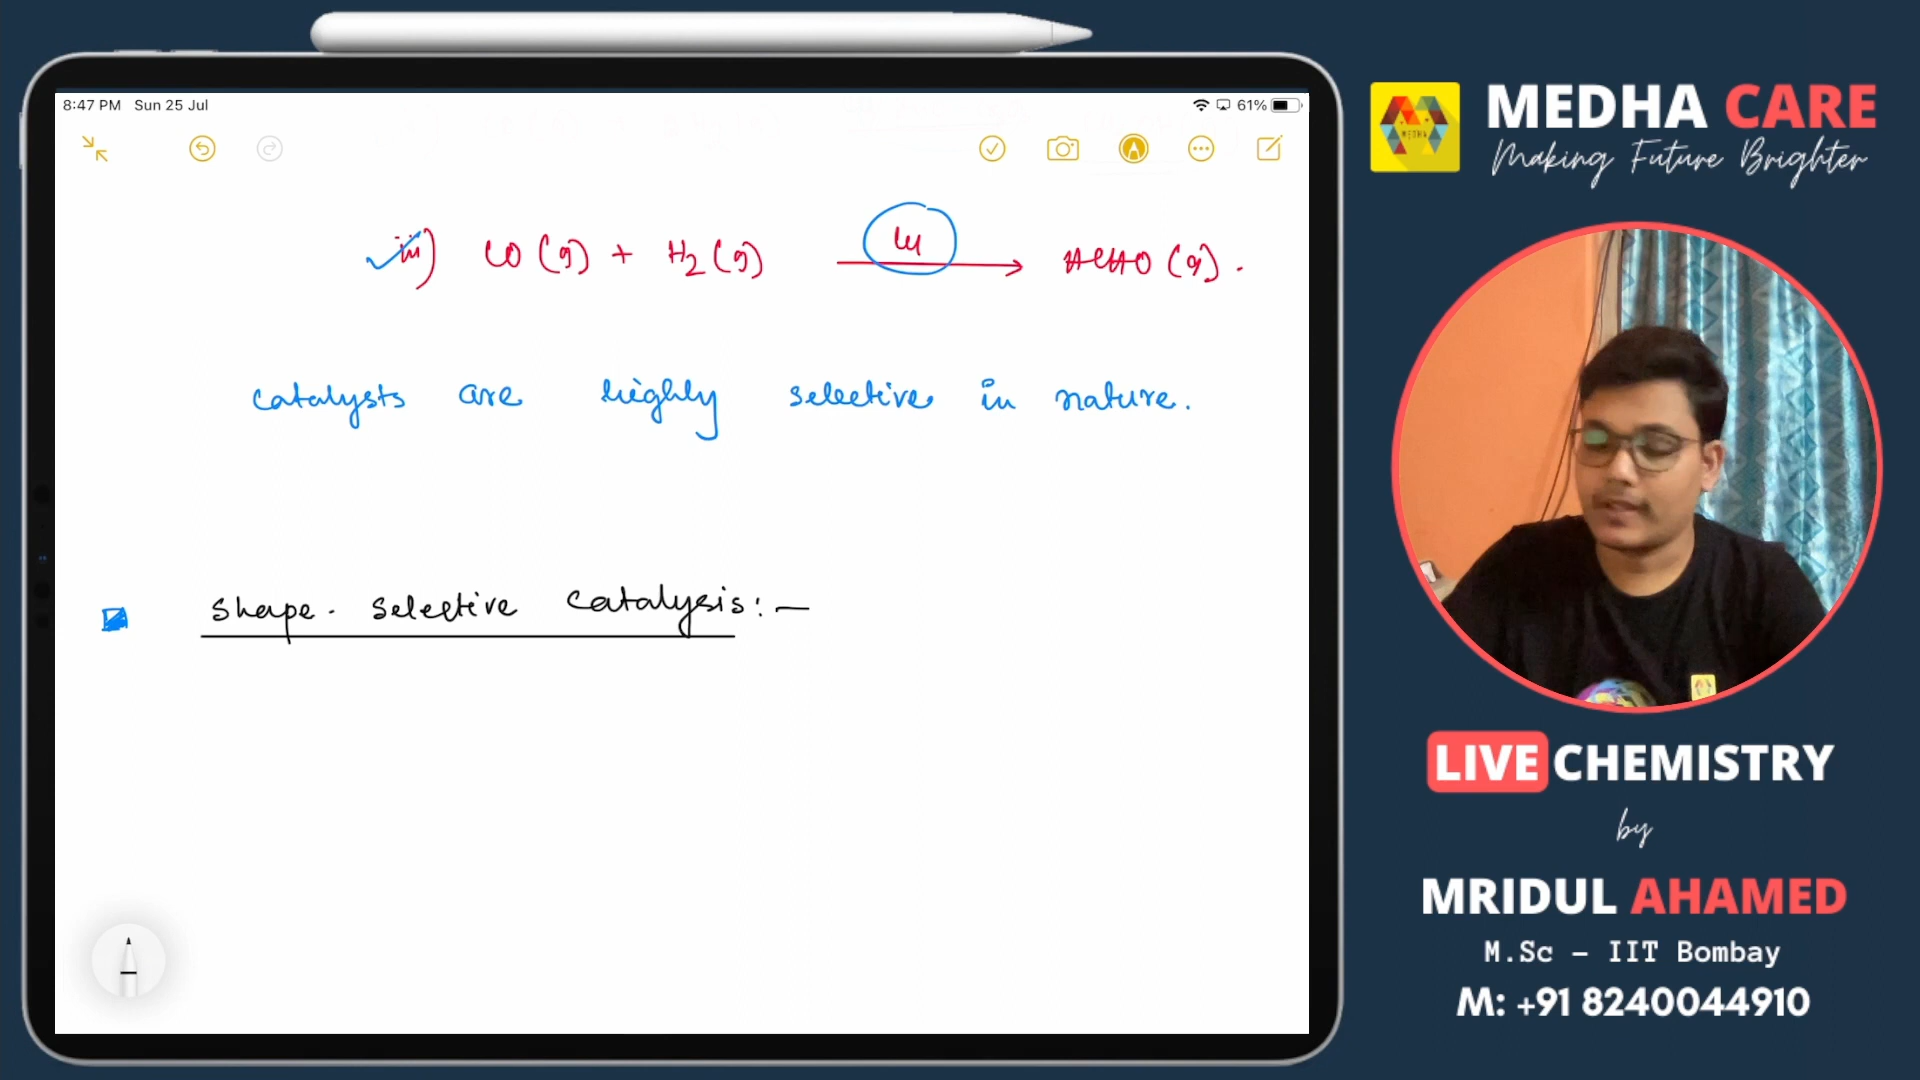 8:47 PM Sun 25 Jul
61%
iii) CO (g) + H2 (g) Cu → HCHO (g).
catalysts are highly selective in nature.
Shape-selective catalysis:-
MEDHA CARE
Making Future Brighter
MEDHA
LIVE CHEMISTRY
by
MRIDUL AHAMED
M.Sc – IIT Bombay
M: +91 8240044910